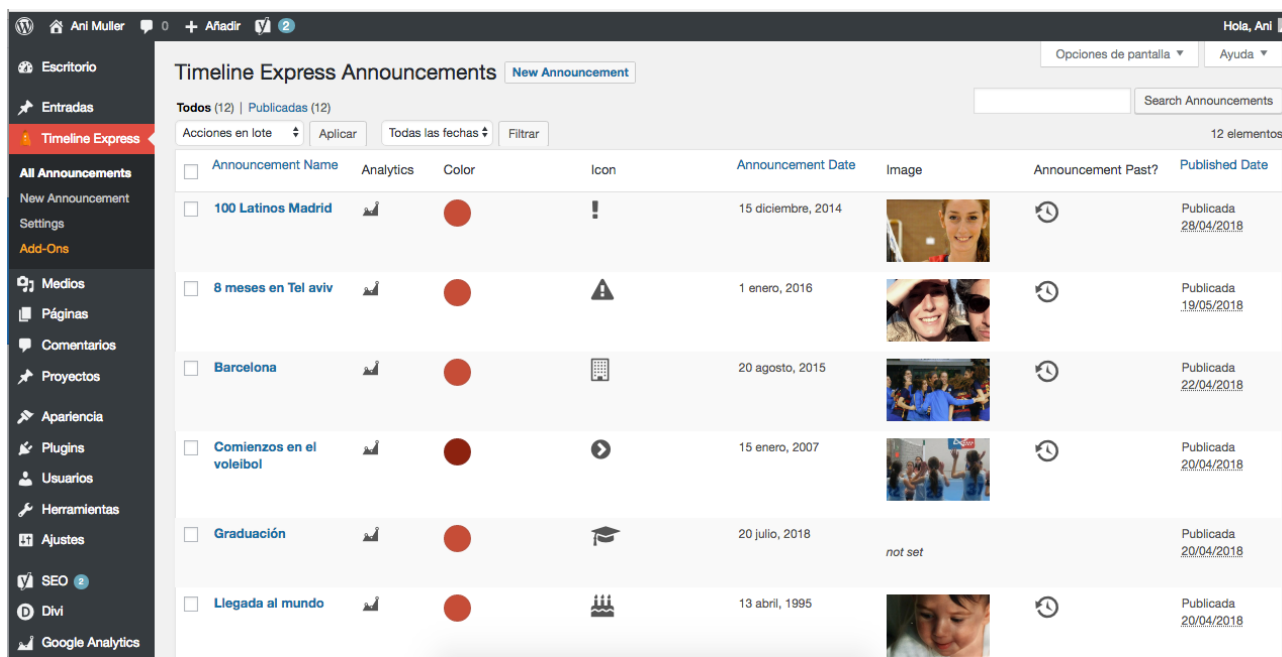 Ani Muller 0 + Añadir 2 Hola, Ani
Opciones de pantalla ▼ Ayuda ▼
Escritorio
Entradas
Timeline Express
All Announcements
New Announcement
Settings
Add-Ons
Medios
Páginas
Comentarios
Proyectos
Apariencia
Plugins
Usuarios
Herramientas
Ajustes
SEO 2
Divi
Google Analytics
Timeline Express Announcements New Announcement
Todos (12) | Publicadas (12)
Search Announcements
Acciones en lote Aplicar Todas las fechas Filtrar 12 elementos
Announcement Name Analytics Color Icon Announcement Date Image Announcement Past? Published Date
100 Latinos Madrid 15 diciembre, 2014 Publicada
28/04/2018
8 meses en Tel aviv 1 enero, 2016 Publicada
19/05/2018
Barcelona 20 agosto, 2015 Publicada
22/04/2018
Comienzos en el 15 enero, 2007 Publicada
voleibol 20/04/2018
Graduación 20 julio, 2018 Publicada
not set 20/04/2018
Llegada al mundo 13 abril, 1995 Publicada
20/04/2018